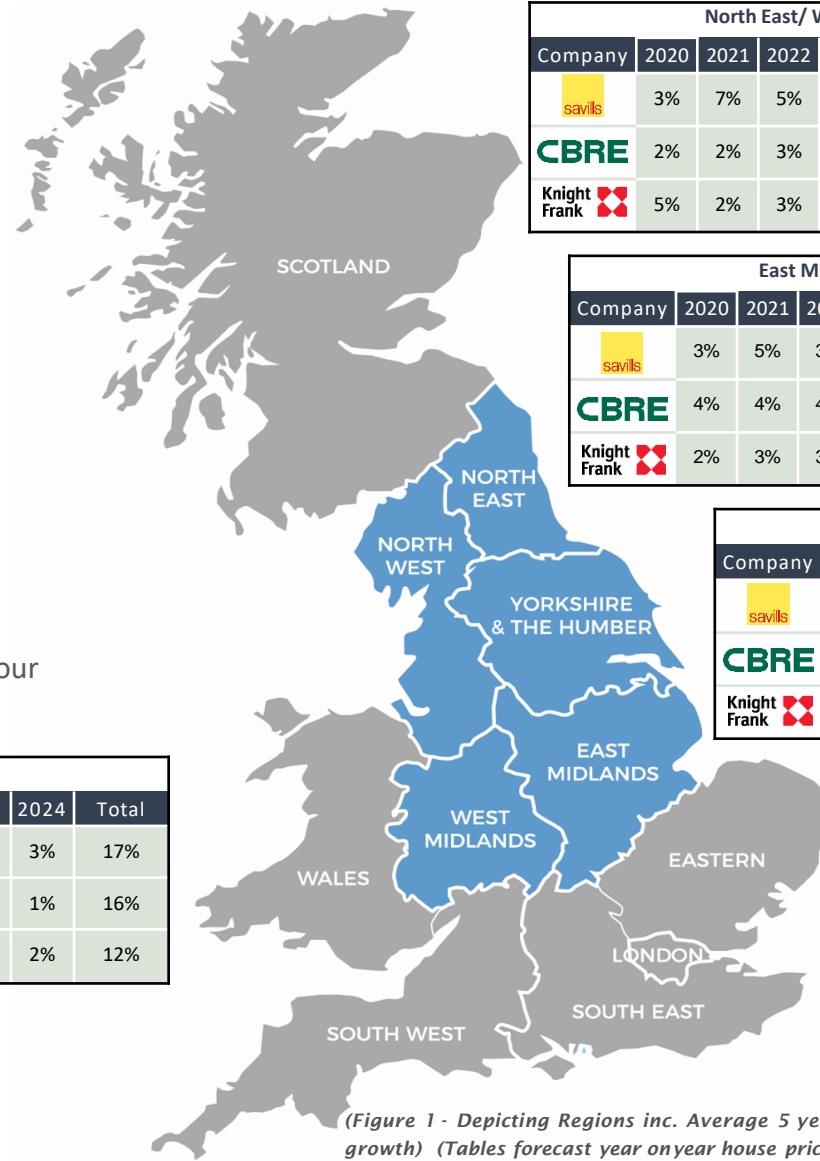 North East/ W
Company 2020 2021 2022
savills 3% 7% 5%
CBRE 2% 2% 3%
Knight Frank 5% 2% 3%
East M
Company 2020 2021
savills 3% 5%
CBRE 4% 4%
Knight Frank 2% 3%
Company
savills
CBRE
Knight Frank
our
2024 Total
3% 17%
1% 16%
2% 12%
SCOTLAND
NORTH
EAST
NORTH
WEST
YORKSHIRE
& THE HUMBER
EAST
MIDLANDS
WEST
MIDLANDS
WALES
EASTERN
LONDON
SOUTH EAST
SOUTH WEST
(Figure 1 - Depicting Regions inc. Average 5 ye
growth) (Tables forecast year onyear house pric